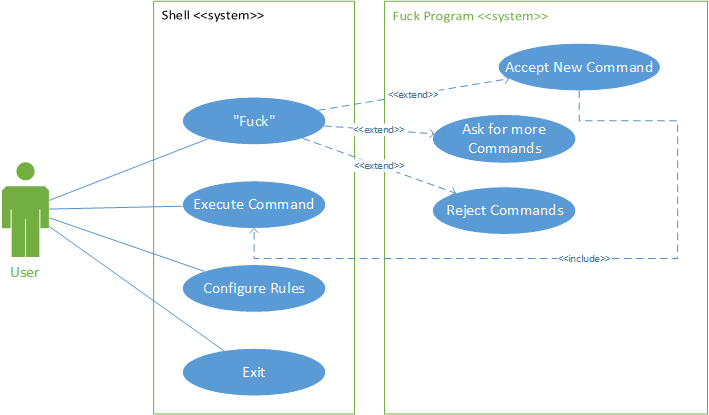 Shell <<system>>
Fuck Program <<system>>
Accept New Command
<<extend>>
"Fuck"
<<extend>>
Ask for more
Commands
<<extend>>
User
Execute Command
Reject Commands
<<include>>
Configure Rules
Exit